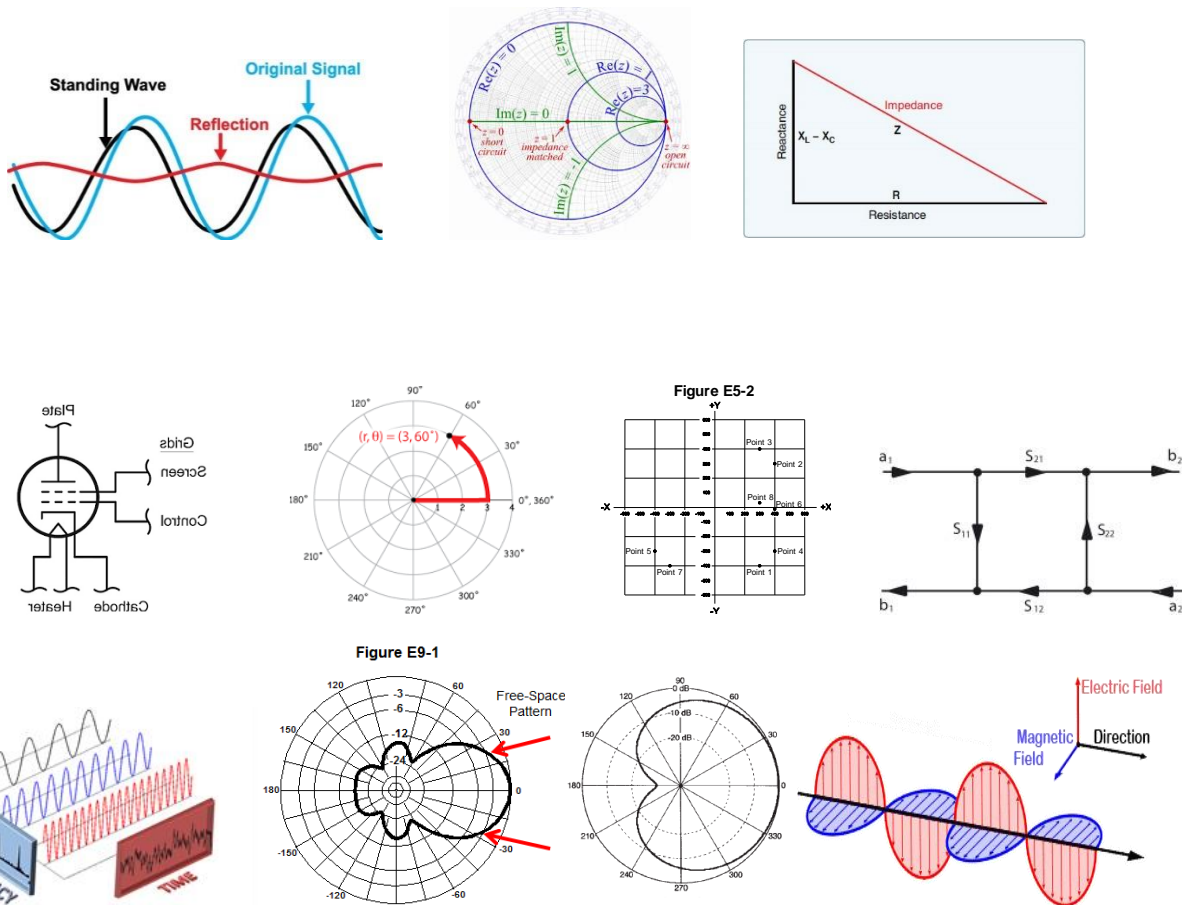 Original Signal
Standing Wave
Reflection
Re(z) = 0
Im(z) = 1
Re(z) = 1
Re(z)=3
Im(z) = 0
z=0
short
circuit
z=1
impedance
matched
z=∞
open
circuit
Im(z) = -1
Reactance
X_L – X_C
Impedance
Z
R
Resistance
Plate
Grids
Screen
Control
Heater
Cathode
90°
120°
60°
(r, θ) = (3, 60°)
150°
30°
180°
0°, 360°
1
2
3
4
210°
330°
240°
300°
270°
Figure E5-2
+Y
Point 3
Point 2
Point 8
Point 6
-X
+X
Point 5
Point 4
Point 7
Point 1
-Y
a₁
S₂₁
b₂
S₁₁
S₂₂
b₁
S₁₂
a₂
CY
TIME
Figure E9-1
120
60
-3
-6
-12
-24
150
30
180
0
-150
-30
-120
-60
Free-Space
Pattern
90
0 dB
120
60
-10 dB
-20 dB
150
30
180
0
210
330
240
300
270
Electric Field
Magnetic
Field
Direction